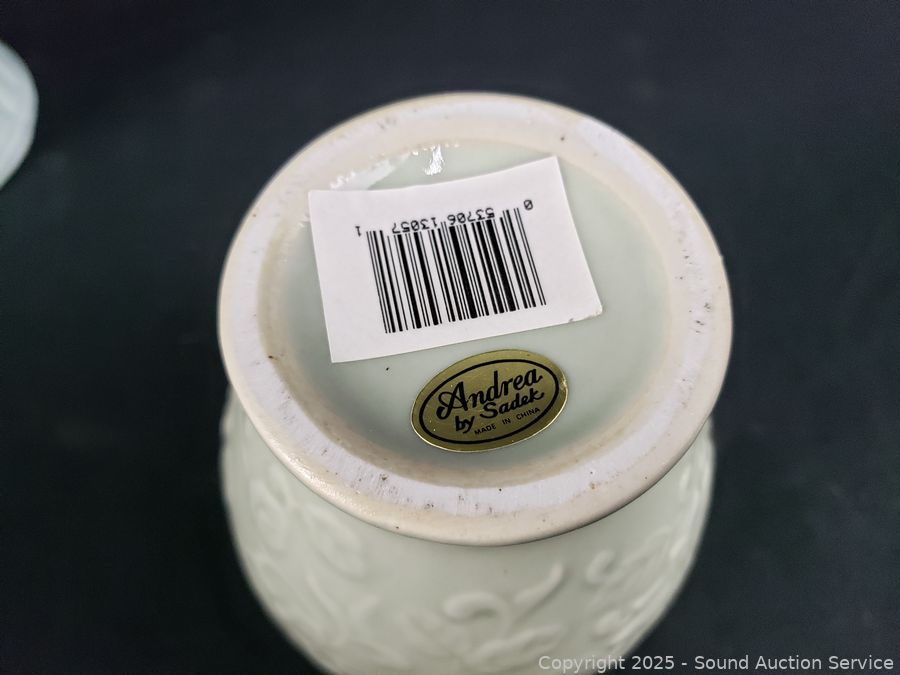 0 53706 13057 1
Andrea
by Sadek
MADE IN CHINA
Copyright 2025 - Sound Auction Service